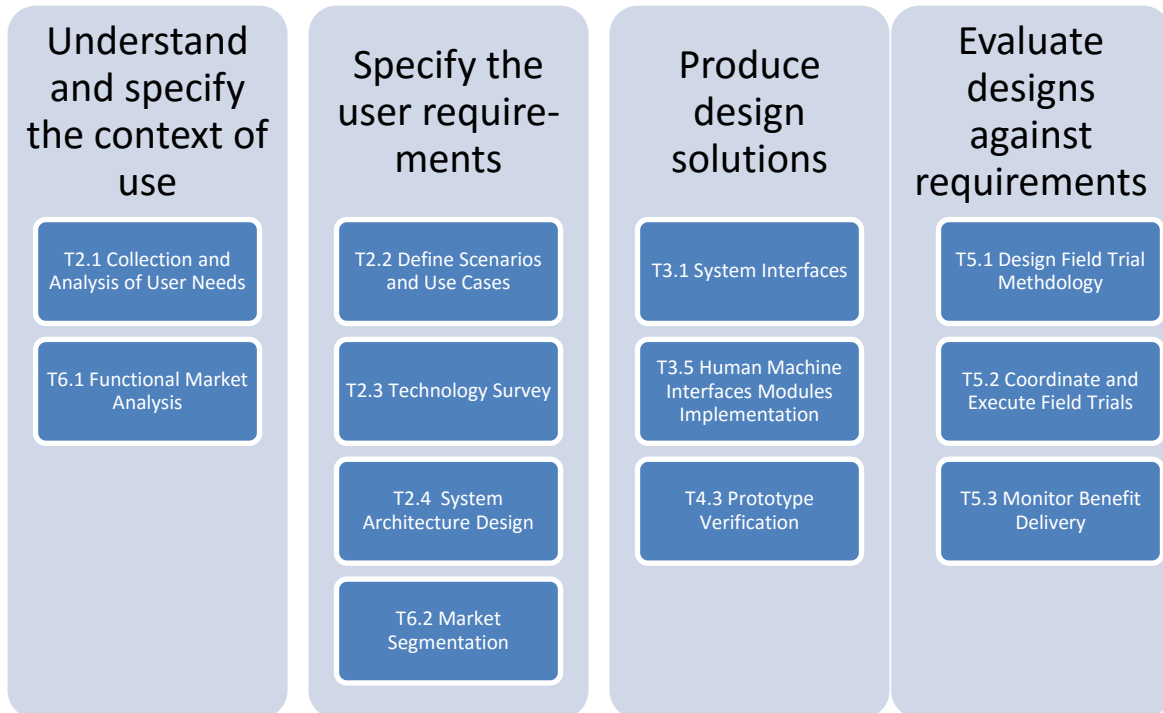 Understand
and specify
the context of
use
T2.1 Collection and
Analysis of User Needs
T6.1 Functional Market
Analysis
Specify the
user require-
ments
T2.2 Define Scenarios
and Use Cases
T2.3 Technology Survey
T2.4 System
Architecture Design
T6.2 Market
Segmentation
Produce
design
solutions
T3.1 System Interfaces
T3.5 Human Machine
Interfaces Modules
Implementation
T4.3 Prototype
Verification
Evaluate
designs
against
requirements
T5.1 Design Field Trial
Methdology
T5.2 Coordinate and
Execute Field Trials
T5.3 Monitor Benefit
Delivery